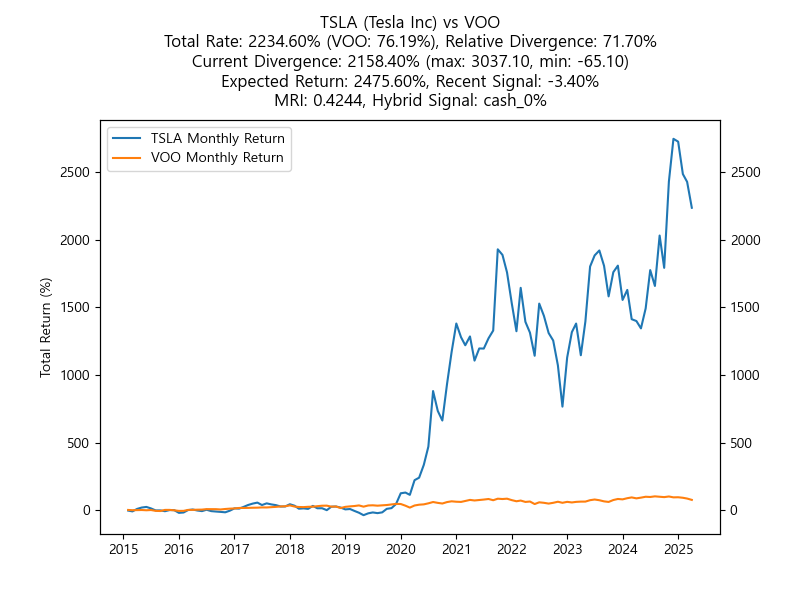 TSLA (Tesla Inc) vs VOO
Total Rate: 2234.60% (VOO: 76.19%), Relative Divergence: 71.70%
Current Divergence: 2158.40% (max: 3037.10, min: -65.10)
Expected Return: 2475.60%, Recent Signal: -3.40%
MRI: 0.4244, Hybrid Signal: cash_0%
TSLA Monthly Return
VOO Monthly Return
Total Return (%)
2500
2000
1500
1000
500
0
2500
2000
1500
1000
500
0
2015 2016 2017 2018 2019 2020 2021 2022 2023 2024 2025